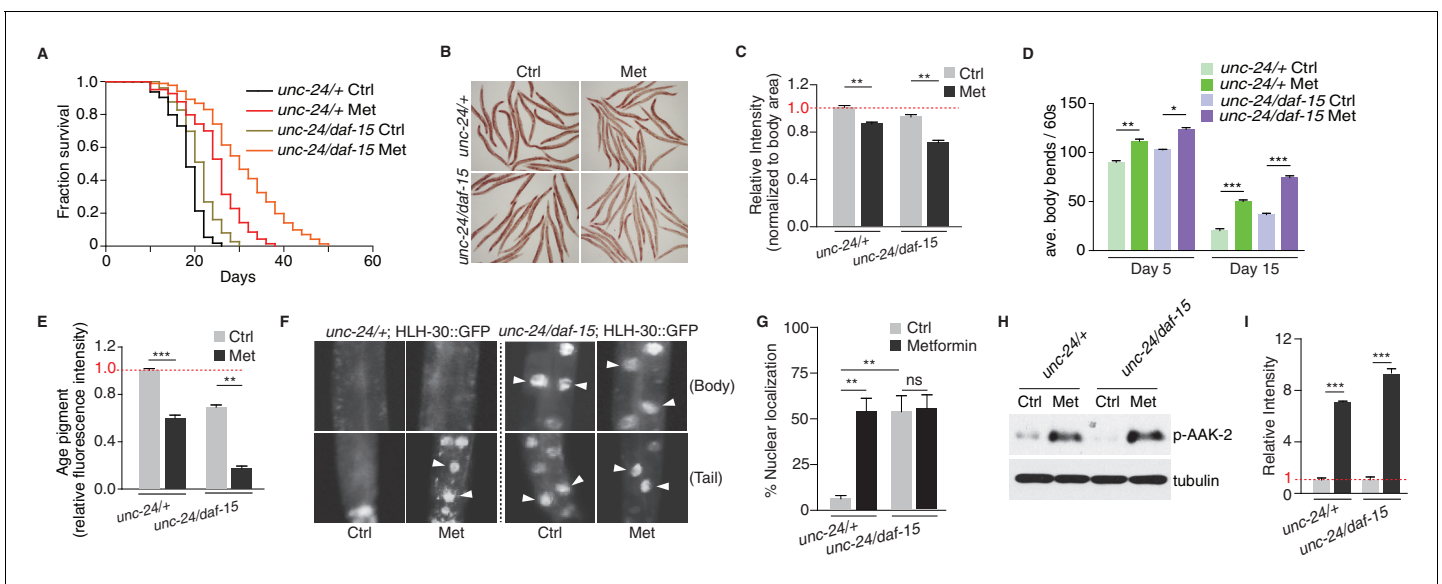 A
1.0
0.8
0.6
0.4
0.2
0
Fraction survival
0 20 40 60
Days
unc-24/+ Ctrl
unc-24/+ Met
unc-24/daf-15 Ctrl
unc-24/daf-15 Met
B
Ctrl Met
unc-24/+
unc-24/daf-15
C
Relative Intensity
(normalized to body area)
1.2
1.0
0.8
0.4
0.0
** **
Ctrl
Met
unc-24/+
unc-24/daf-15
D
unc-24/+ Ctrl
unc-24/+ Met
unc-24/daf-15 Ctrl
unc-24/daf-15 Met
ave. body bends / 60s
150
100
50
0
** * *** ***
Day 5 Day 15
E
Ctrl
Met
Age pigment
(relative fluorescence intensity)
1.2
1.0
0.8
0.4
0.0
*** **
unc-24/+
unc-24/daf-15
F
unc-24/+; HLH-30::GFP unc-24/daf-15; HLH-30::GFP
(Body)
(Tail)
Ctrl Met Ctrl Met
G
Ctrl
Metformin
% Nuclear localization
100
75
50
25
0
** ** ns
unc-24/+
unc-24/daf-15
H
unc-24/+ unc-24/daf-15
Ctrl Met Ctrl Met
p-AAK-2
tubulin
I
Relative Intensity
12
8
4
1
0
*** ***
unc-24/+
unc-24/daf-15